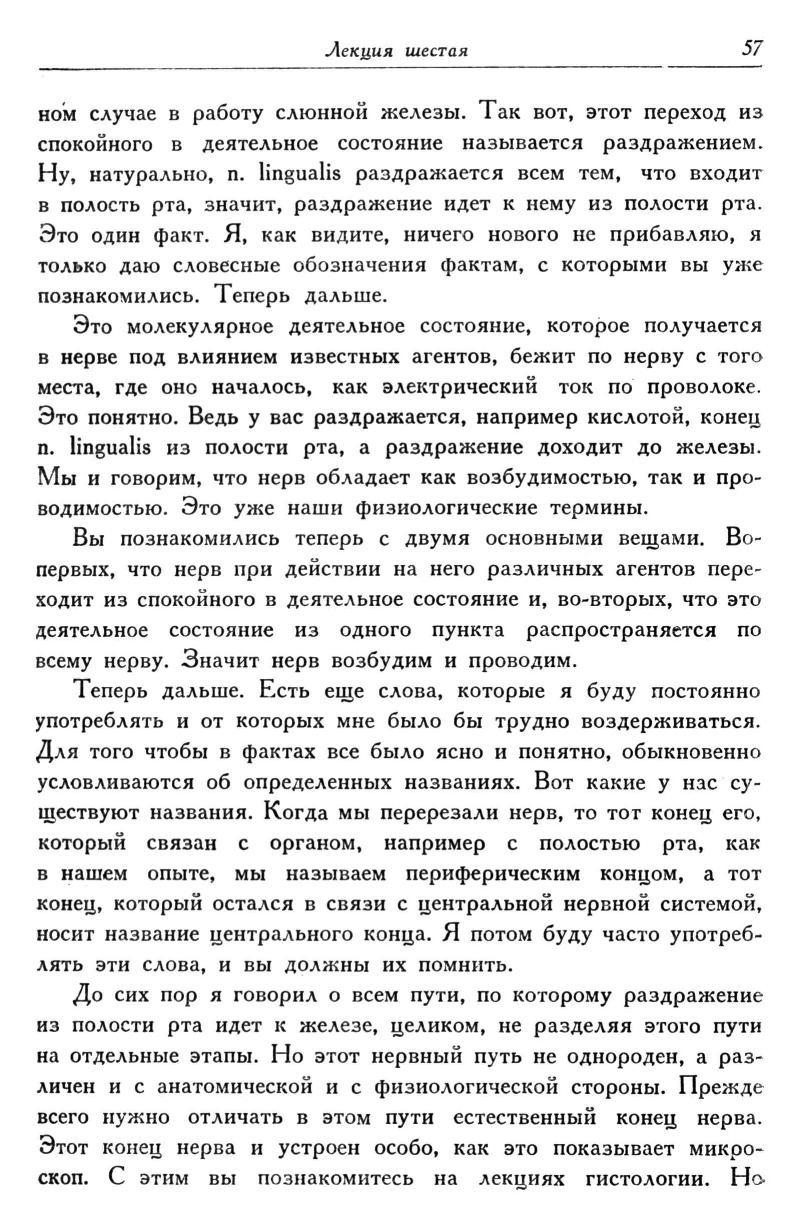 Лекция шестая 57
ном случае в работу слюнной железы. Так вот, этот переход из
спокойного в деятельное состояние называется раздражением.
Ну, натурально, n. lingualis раздражается всем тем, что входит
в полость рта, значит, раздражение идет к нему из полости рта.
Это один факт. Я, как видите, ничего нового не прибавляю, я
только даю словесные обозначения фактам, с которыми вы уже
познакомились. Теперь дальше.
Это молекулярное деятельное состояние, которое получается
в нерве под влиянием известных агентов, бежит по нерву с того
места, где оно началось, как электрический ток по проволоке.
Это понятно. Ведь у вас раздражается, например кислотой, конец
n. lingualis из полости рта, а раздражение доходит до железы.
Мы и говорим, что нерв обладает как возбудимостью, так и про-
водимостью. Это уже наши физиологические термины.
Вы познакомились теперь с двумя основными вещами. Во-
первых, что нерв при действии на него различных агентов пере-
ходит из спокойного в деятельное состояние и, во-вторых, что это
деятельное состояние из одного пункта распространяется по
всему нерву. Значит нерв возбудим и проводим.
Теперь дальше. Есть еще слова, которые я буду постоянно
употреблять и от которых мне было бы трудно воздерживаться.
Для того чтобы в фактах все было ясно и понятно, обыкновенно
условливаются об определенных названиях. Вот какие у нас су-
ществуют названия. Когда мы перерезали нерв, то тот конец его,
который связан с органом, например с полостью рта, как
в нашем опыте, мы называем периферическим концом, а тот
конец, который остался в связи с центральной нервной системой,
носит название центрального конца. Я потом буду часто употреб-
лять эти слова, и вы должны их помнить.
До сих пор я говорил о всем пути, по которому раздражение
из полости рта идет к железе, целиком, не разделяя этого пути
на отдельные этапы. Но этот нервный путь не однороден, а раз-
личен и с анатомической и с физиологической стороны. Прежде
всего нужно отличать в этом пути естественный конец нерва.
Этот конец нерва и устроен особо, как это показывает микро-
скоп. С этим вы познакомитесь на лекциях гистологии. Но